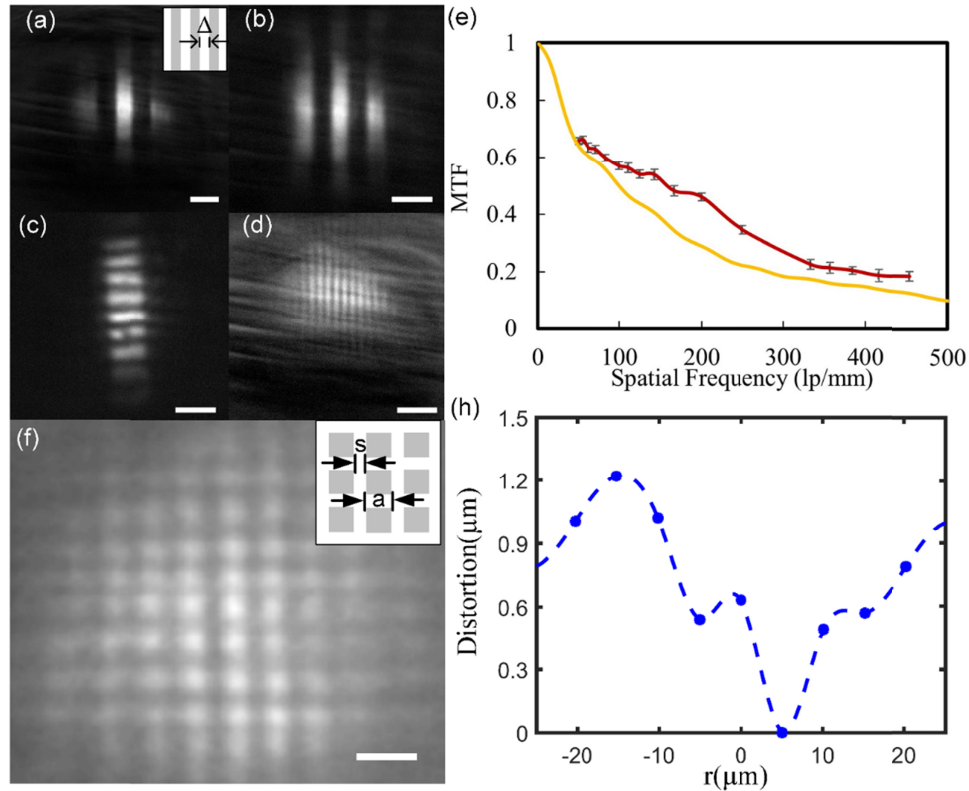 (a)
Δ
(b)
(c)
(d)
(e)
1
0.8
0.6
0.4
0.2
0
MTF
0 100 200 300 400 500
Spatial Frequency (lp/mm)
(f)
s
a
(h)
1.5
1.2
0.9
0.6
0.3
0
Distortion(μm)
-20 -10 0 10 20
r(μm)